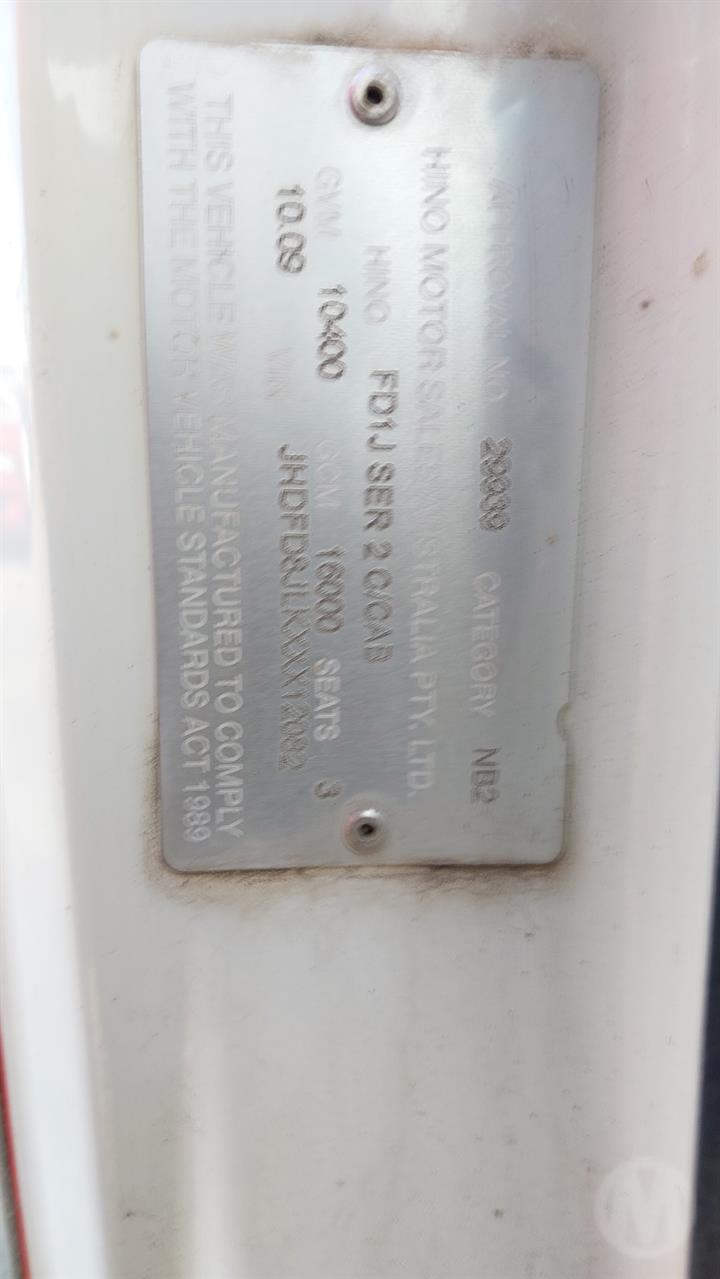 APPROVAL NO CATEGORY NB2
HINO MOTOR SALES AUSTRALIA PTY. LTD.
HINO FD1J SER 2 C/CAB
GVM 10400 GCM 16000 SEATS 3
10.09 VIN
THIS VEHICLE WAS MANUFACTURED TO COMPLY
WITH THE MOTOR VEHICLE STANDARDS ACT 1989
M